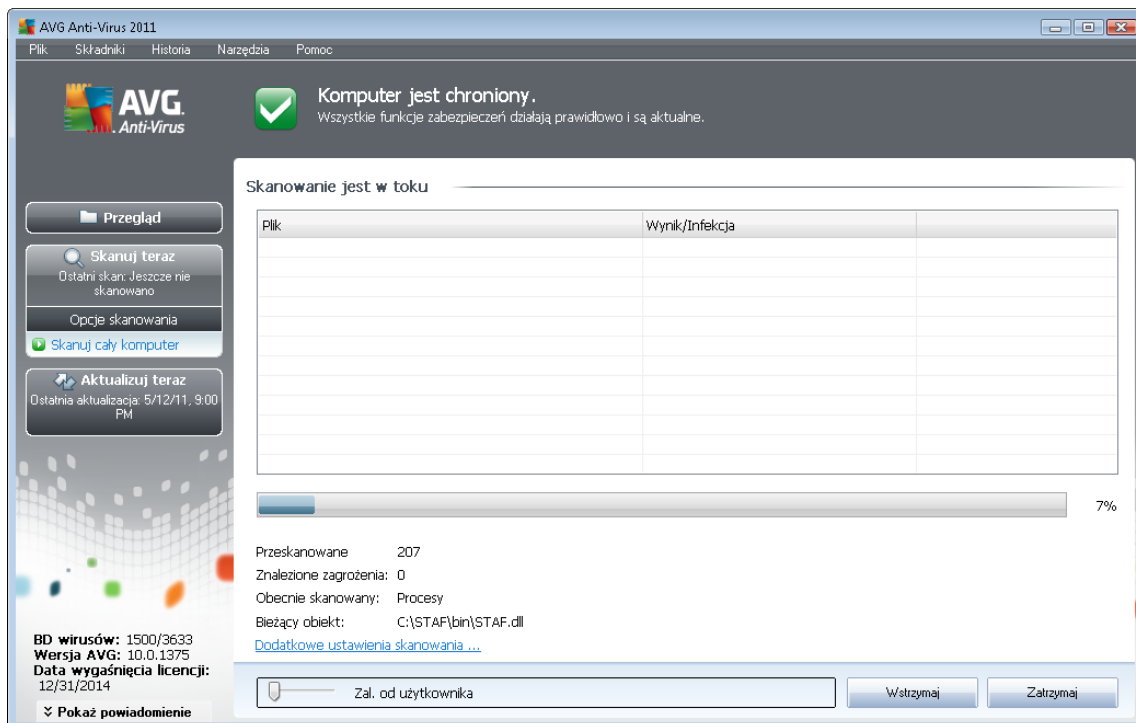 AVG Anti-Virus 2011
Plik Składniki Historia Narzędzia Pomoc
AVG.
Anti-Virus
Komputer jest chroniony.
Wszystkie funkcje zabezpieczeń działają prawidłowo i są aktualne.
Przegląd
Skanuj teraz
Ostatni skan: Jeszcze nie
skanowano
Opcje skanowania
Skanuj cały komputer
Aktualizuj teraz
Ostatnia aktualizacja: 5/12/11, 9:00
PM
BD wirusów: 1500/3633
Wersja AVG: 10.0.1375
Data wygaśnięcia licencji:
12/31/2014
Pokaż powiadomienie
Skanowanie jest w toku
Plik Wynik/Infekcja
7%
Przeskanowane 207
Znalezione zagrożenia: 0
Obecnie skanowany: Procesy
Bieżący obiekt: C:\STAF\bin\STAF.dll
Dodatkowe ustawienia skanowania ...
Zal. od użytkownika
Wstrzymaj
Zatrzymaj